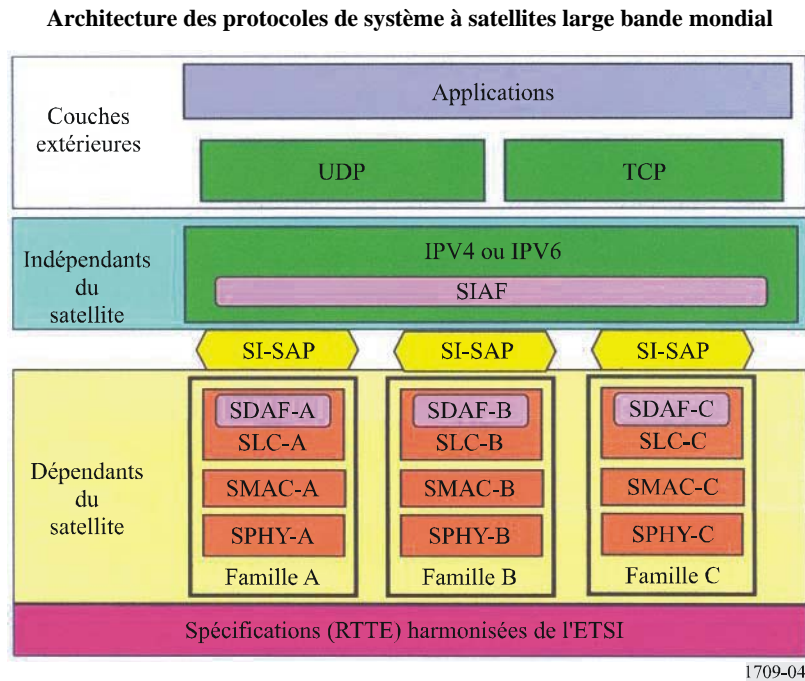 Architecture des protocoles de système à satellites large bande mondial
Couches
extérieures
Applications
UDP
TCP
Indépendants
du
satellite
IPV4 ou IPV6
SIAF
SI-SAP
SI-SAP
SI-SAP
Dépendants
du
satellite
SDAF-A
SLC-A
SMAC-A
SPHY-A
Famille A
SDAF-B
SLC-B
SMAC-B
SPHY-B
Famille B
SDAF-C
SLC-C
SMAC-C
SPHY-C
Famille C
Spécifications (RTTE) harmonisées de l'ETSI
1709-04